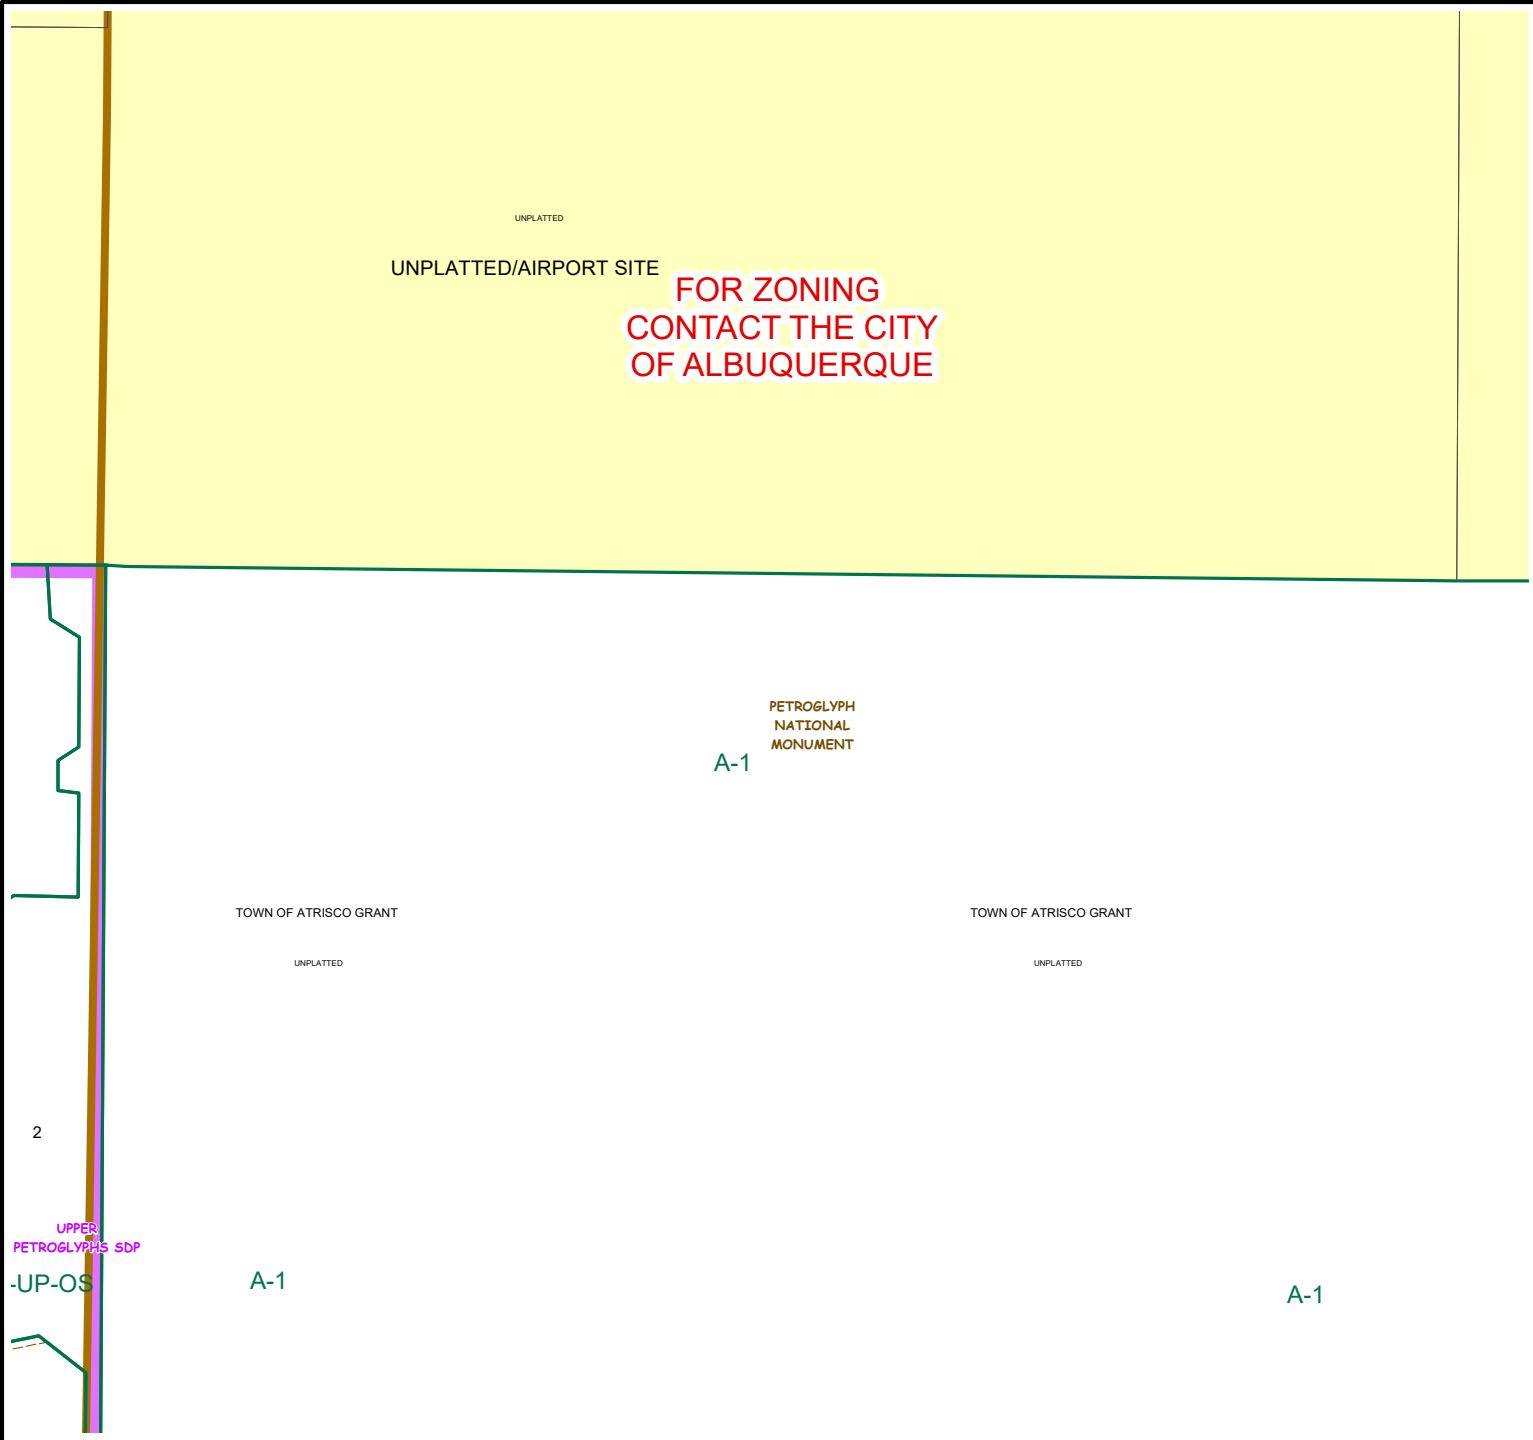 UNPLATTED
UNPLATTED/AIRPORT SITE
FOR ZONING
CONTACT THE CITY
OF ALBUQUERQUE
PETROGLYPH
NATIONAL
MONUMENT
A-1
TOWN OF ATRISCO GRANT
TOWN OF ATRISCO GRANT
UNPLATTED
UNPLATTED
2
UPPER
PETROGLYPHS SDP
-UP-OS
A-1
A-1